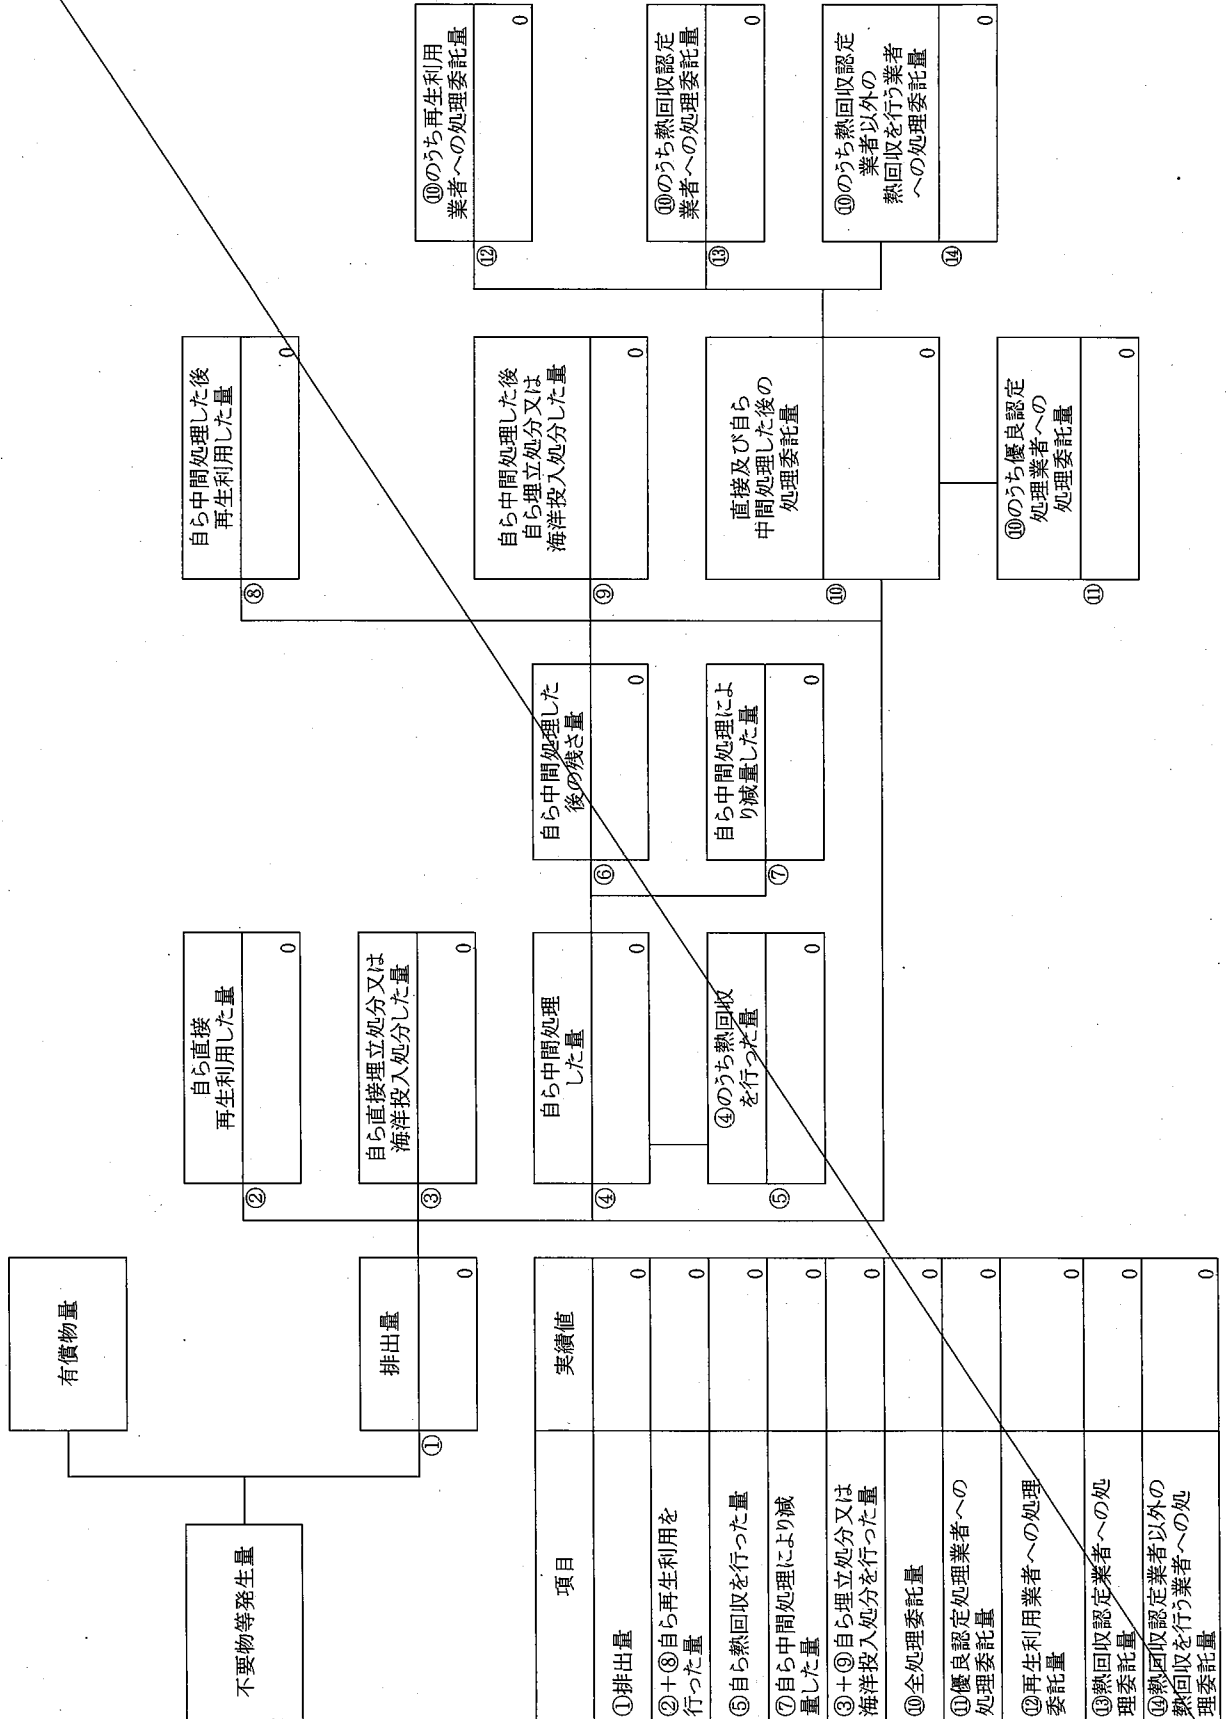 有償物量
不要物等発生量
排出量
①
0
自ら直接
再生利用した量
②
0
自ら直接埋立処分又は
海洋投入処分した量
③
0
自ら中間処理
した量
④
0
④のうち熱回収
を行った量
⑤
0
自ら中間処理した
後の残さ量
⑥
0
自ら中間処理によ
り減量した量
⑦
0
自ら中間処理した後
再生利用した量
⑧
0
自ら中間処理した後
自ら埋立処分又は
海洋投入処分した量
⑨
0
直接及び自ら
中間処理した後の
処理委託量
⑩
0
⑩のうち優良認定
処理業者への
処理委託量
⑪
0
⑩のうち再生利用
業者への処理委託量
⑫
0
⑩のうち熱回収認定
業者への処理委託量
⑬
0
⑩のうち熱回収認定
業者以外の
熱回収を行う業者
への処理委託量
⑭
0
項目 実績値
①排出量 0
②+⑧自ら再生利用を
行った量 0
⑤自ら熱回収を行った量 0
⑦自ら中間処理により減
量した量 0
③+⑨自ら埋立処分又は
海洋投入処分を行った量 0
⑩全処理委託量 0
⑪優良認定処理業者への
処理委託量 0
⑫再生利用業者への処理
委託量 0
⑬熱回収認定業者への処
理委託量 0
⑭熱回収認定業者以外の
熱回収を行う業者への処
理委託量 0